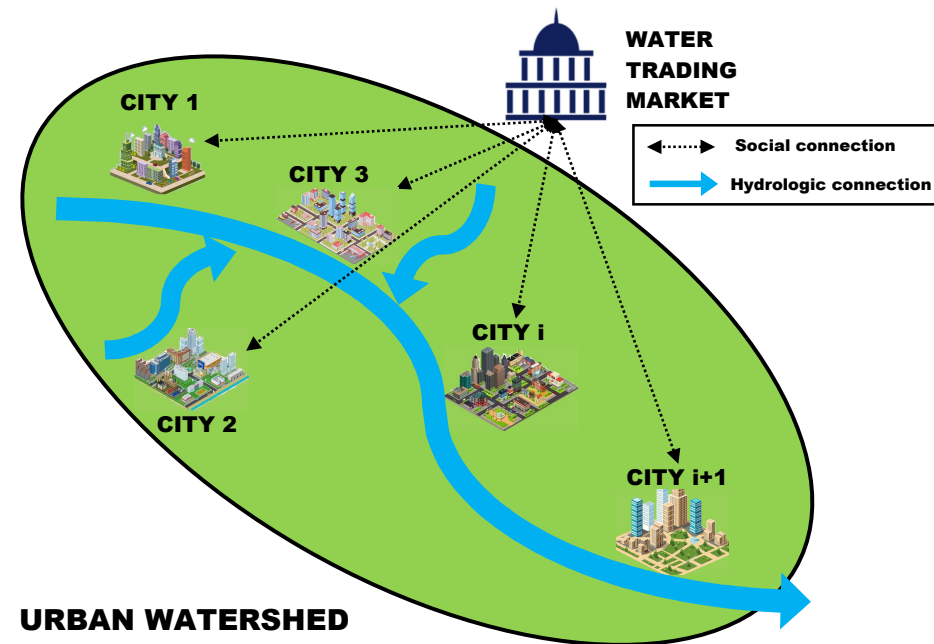 WATER
TRADING
MARKET
CITY 1
Social connection
CITY 3
Hydrologic connection
CITY i
CITY 2
CITY i+1
URBAN WATERSHED